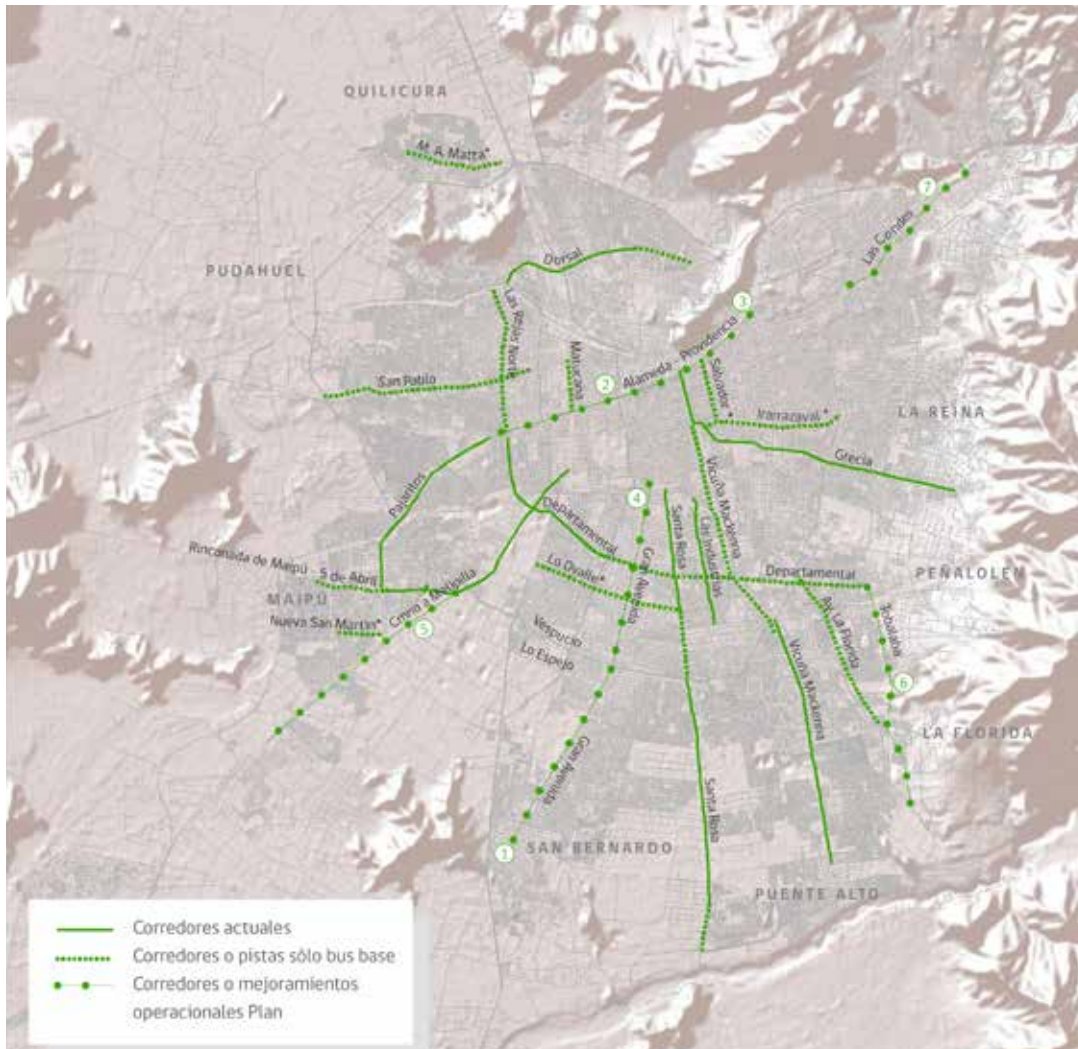 QUILICURA
M. A. Matta*
PUDAHUEL
Dorsal
Las Condes
7
3
Las Rejas Norte
Matucana
2
Alameda - Providencia
San Pablo
Salvador *
Irarrazaval *
LA REINA
Grecia
Pajaritos
Vicuña Mackenna
4
Santa Rosa
Las Industrias
Departamental
Gran Avenida
Lo Ovalle*
Departamental
PEÑALOLEN
Rinconada de Maipú - 5 de Abril
MAIPÚ
Cmno a Melipilla
Nueva San Martín*
5
Vespucio
Lo Espejo
Av. La Florida
Tobalaba
Vicuña Mackenna
6
LA FLORIDA
Gran Avenida
Santa Rosa
1
SAN BERNARDO
PUENTE ALTO
Corredores actuales
Corredores o pistas sólo bus base
Corredores o mejoramientos
operacionales Plan